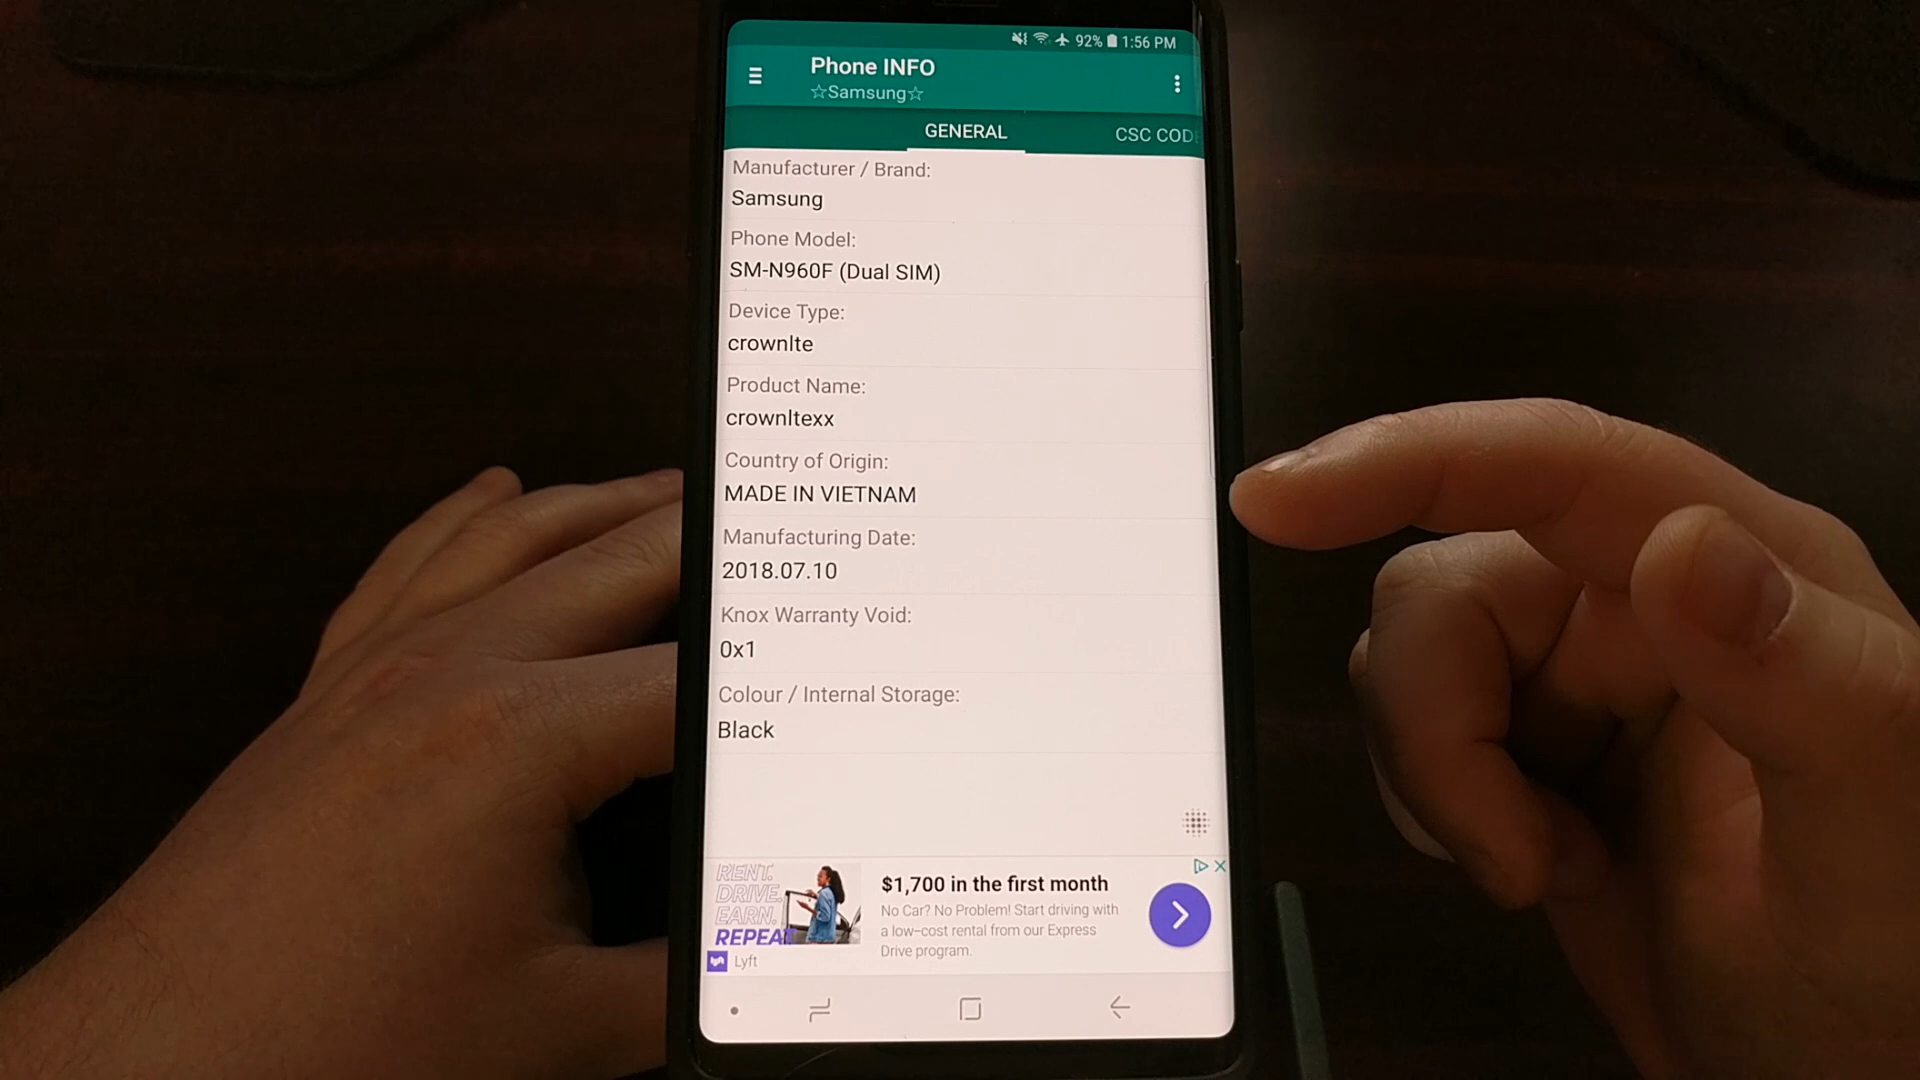 92% 1:56 PM
Phone INFO
☆Samsung☆
GENERAL
CSC COD
Manufacturer / Brand:
Samsung
Phone Model:
SM-N960F (Dual SIM)
Device Type:
crownlte
Product Name:
crownltexx
Country of Origin:
MADE IN VIETNAM
Manufacturing Date:
2018.07.10
Knox Warranty Void:
0x1
Colour / Internal Storage:
Black
RENT.
DRIVE.
EARN.
REPEAT
Lyft
$1,700 in the first month
No Car? No Problem! Start driving with
a low-cost rental from our Express
Drive program.